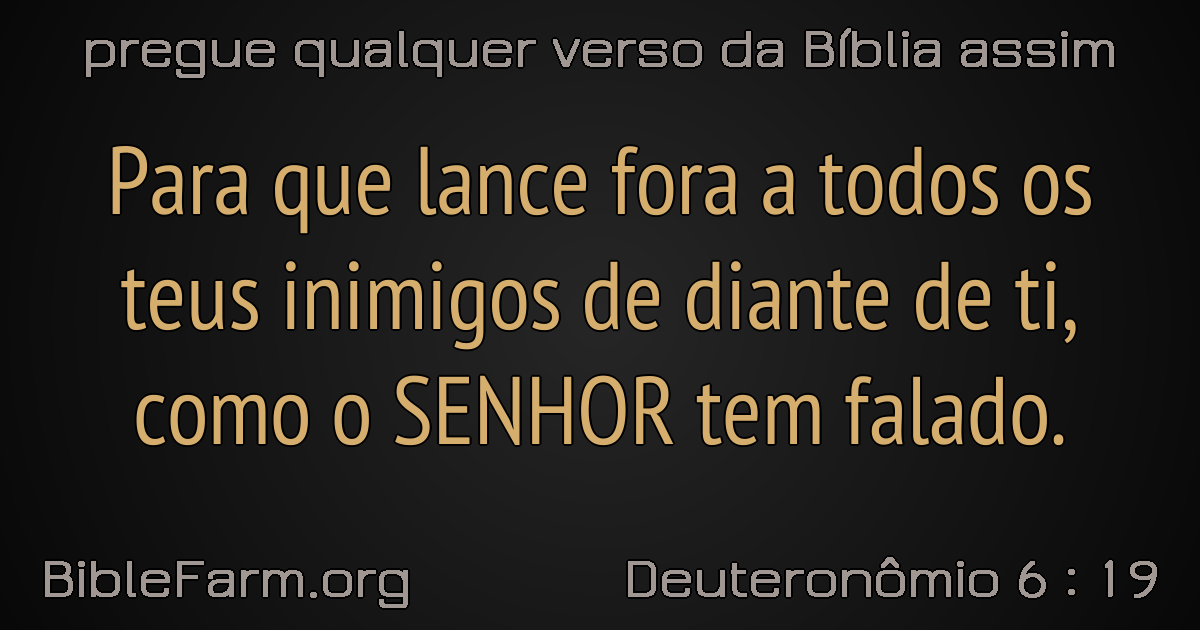 pregue qualquer verso da Bíblia assim
Para que lance fora a todos os
teus inimigos de diante de ti,
como o SENHOR tem falado.
BibleFarm.org
Deuteronômio 6 : 19